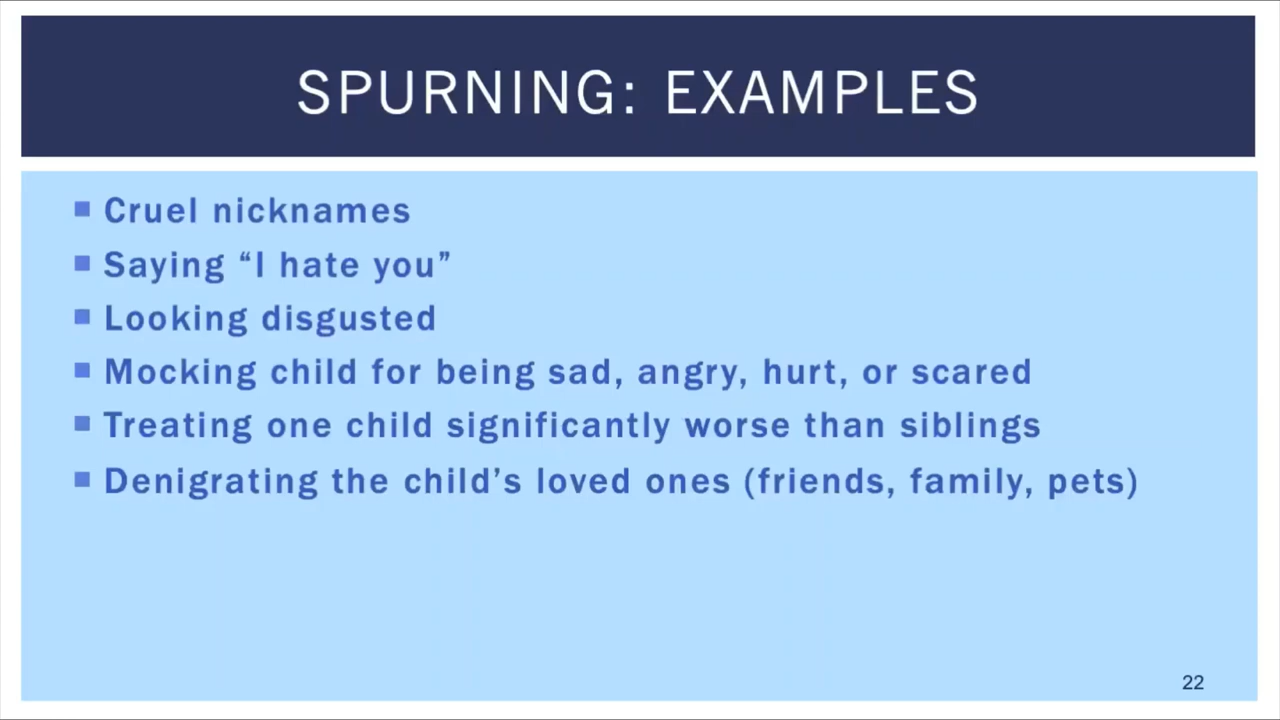 SPURNING: EXAMPLES
Cruel nicknames
Saying “I hate you”
Looking disgusted
Mocking child for being sad, angry, hurt, or scared
Treating one child significantly worse than siblings
Denigrating the child’s loved ones (friends, family, pets)
22